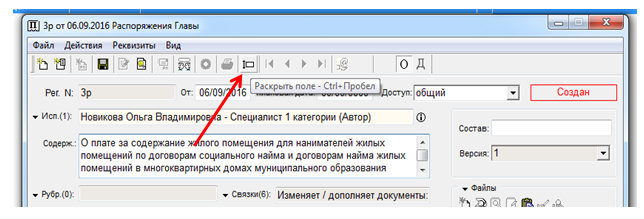 3р от 06.09.2016 Распоряжения Главы
Файл Действия Реквизиты Вид
О Д
Раскрыть поле - Ctrl+Пробел
Рег. N: 3р От: 06/09/2016 Доступ: общий Создан
Исп.(1): Новикова Ольга Владимировна - Специалист 1 категории (Автор)
Состав:
Содерж.: О плате за содержание жилого помещения для нанимателей жилых
помещений по договорам социального найма и договорам найма жилых
помещений в многоквартирных домах муниципального образования
Версия: 1
Рубр.(0): Связки(6): Изменяет / дополняет документы:
Файлы